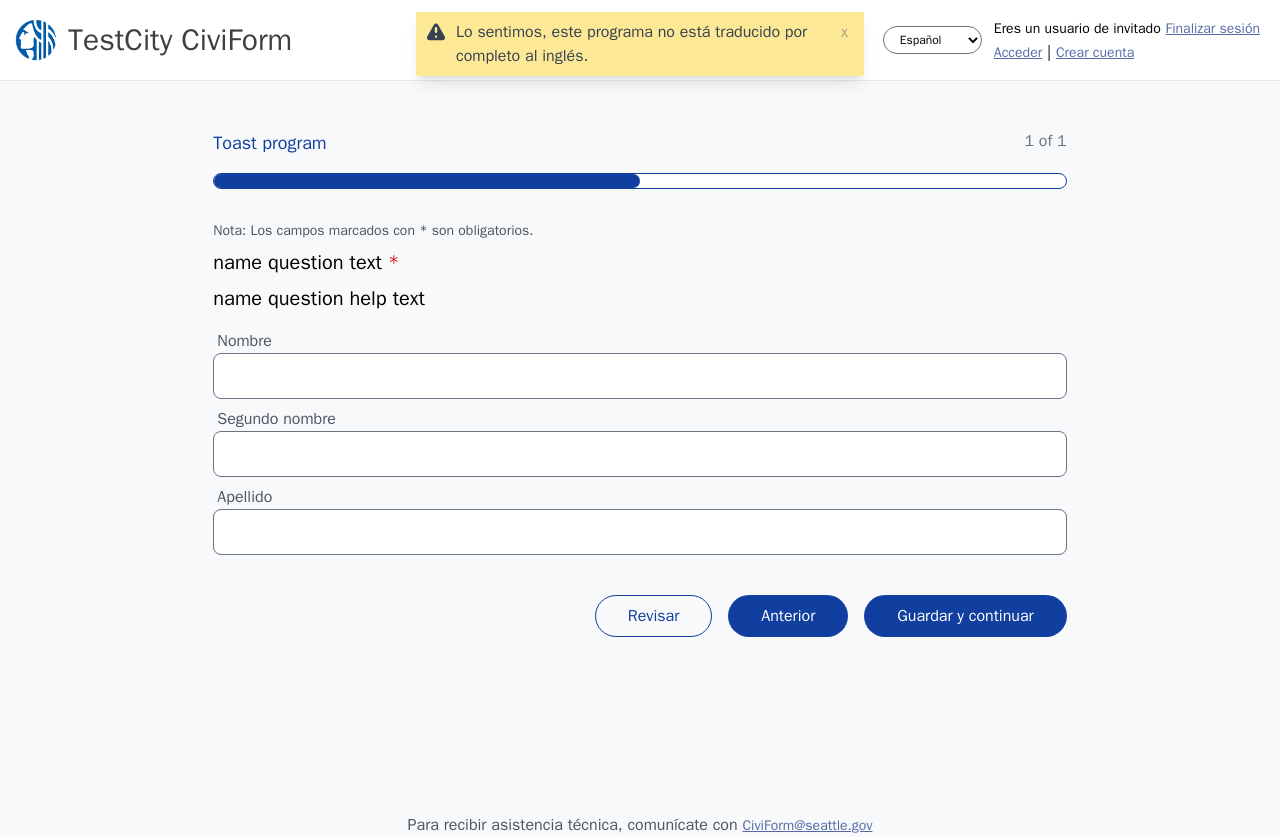 TestCity CiviForm
Lo sentimos, este programa no está traducido por
completo al inglés.
x
Español
Eres un usuario de invitado Finalizar sesión
Acceder | Crear cuenta
Toast program
1 of 1
Nota: Los campos marcados con * son obligatorios.
name question text *
name question help text
Nombre
Segundo nombre
Apellido
Revisar
Anterior
Guardar y continuar
Para recibir asistencia técnica, comunícate con CiviForm@seattle.gov